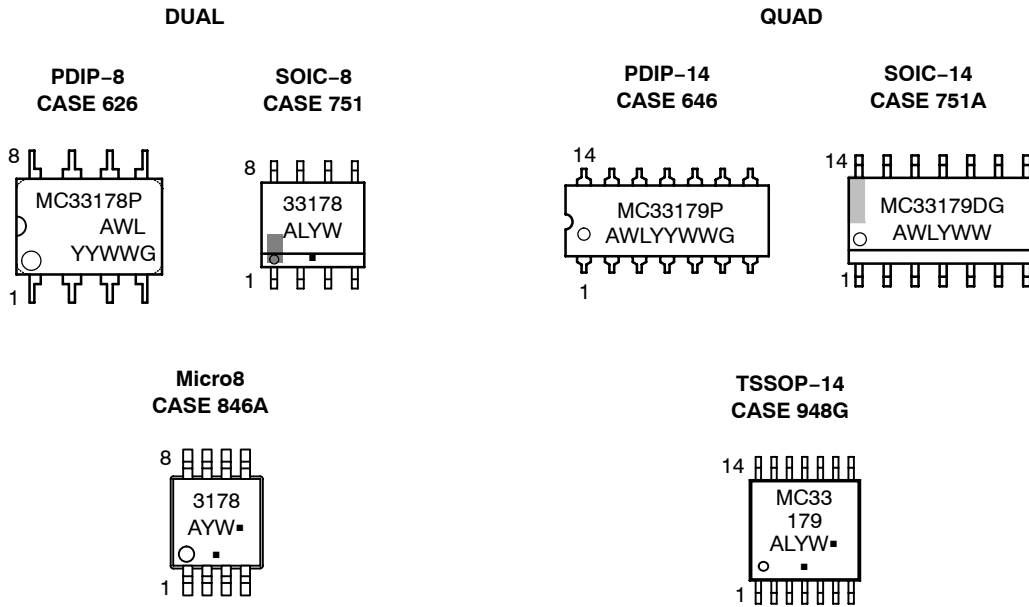 DUAL
QUAD
PDIP−8
CASE 626
SOIC−8
CASE 751
PDIP−14
CASE 646
SOIC−14
CASE 751A
8
MC33178P
AWL
YYWWG
1
8
33178
ALYW
▪
1
14
MC33179P
AWLYYWWG
1
14
MC33179DG
AWLYWW
1
Micro8
CASE 846A
8
3178
AYW▪
▪
1
TSSOP−14
CASE 948G
14
MC33
179
ALYW▪
▪
1